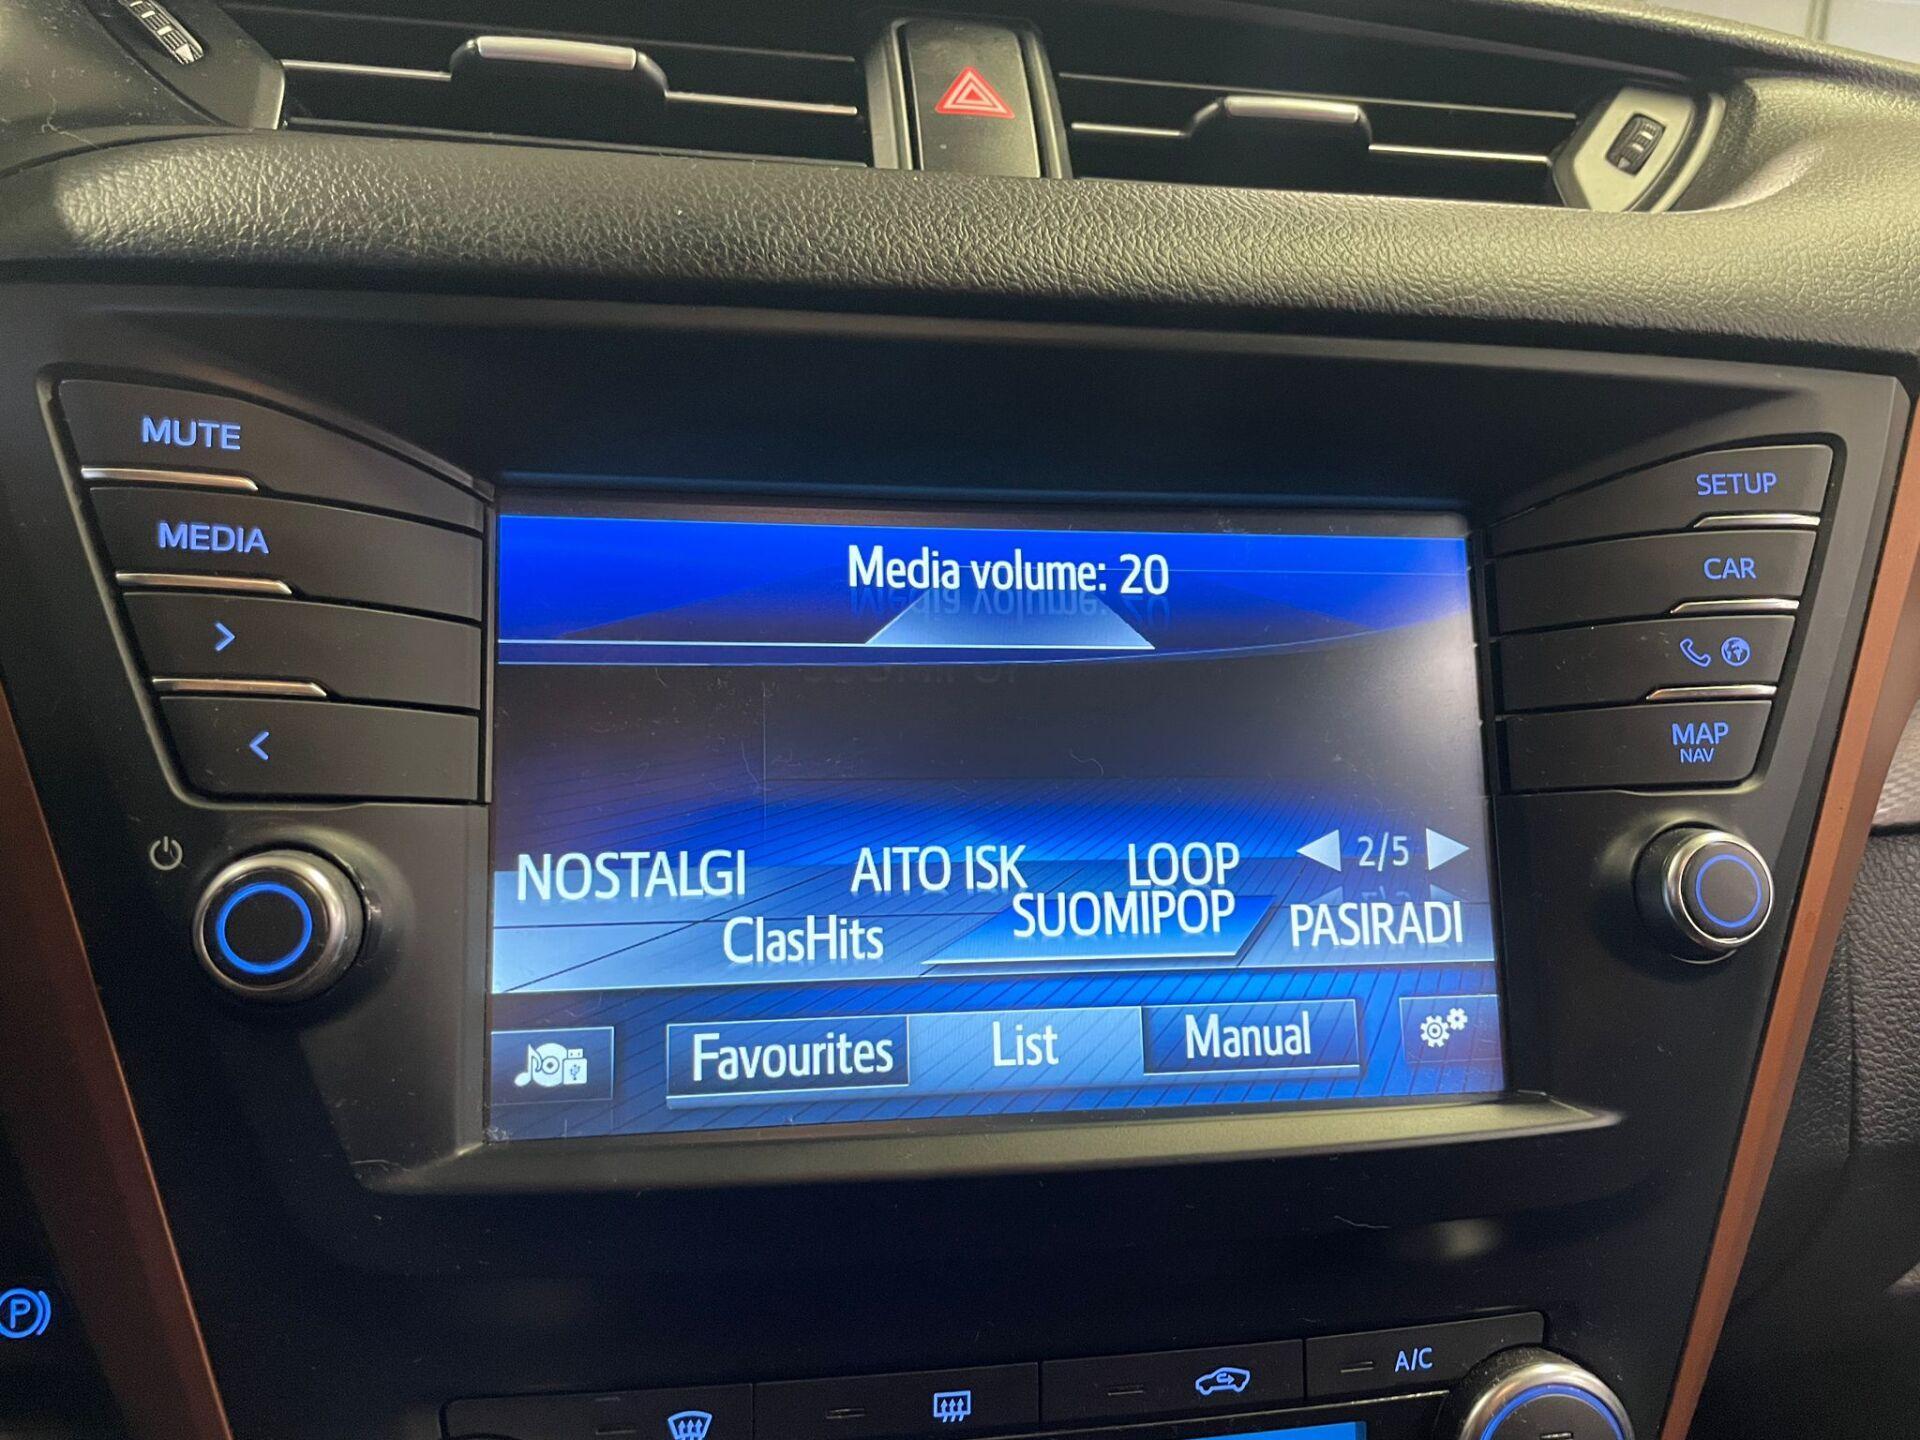 MUTE
MEDIA
>
<
SETUP
CAR
MAP
NAV
Media volume: 20
NOSTALGI
AITO ISK
LOOP
2/5
ClasHits
SUOMIPOP
PASIRADI
Favourites
List
Manual
P
A/C